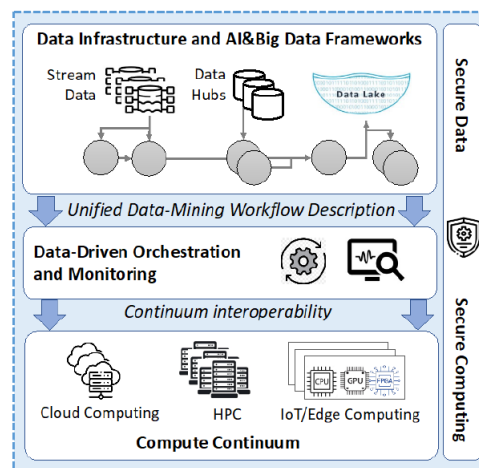 Data Infrastructure and AI&Big Data Frameworks
Stream
Data
Data
Hubs
Data Lake
Unified Data-Mining Workflow Description
Data-Driven Orchestration
and Monitoring
Continuum interoperability
CPU
GPU
FPGA
Cloud Computing
HPC
IoT/Edge Computing
Compute Continuum
Secure Data
Secure Computing